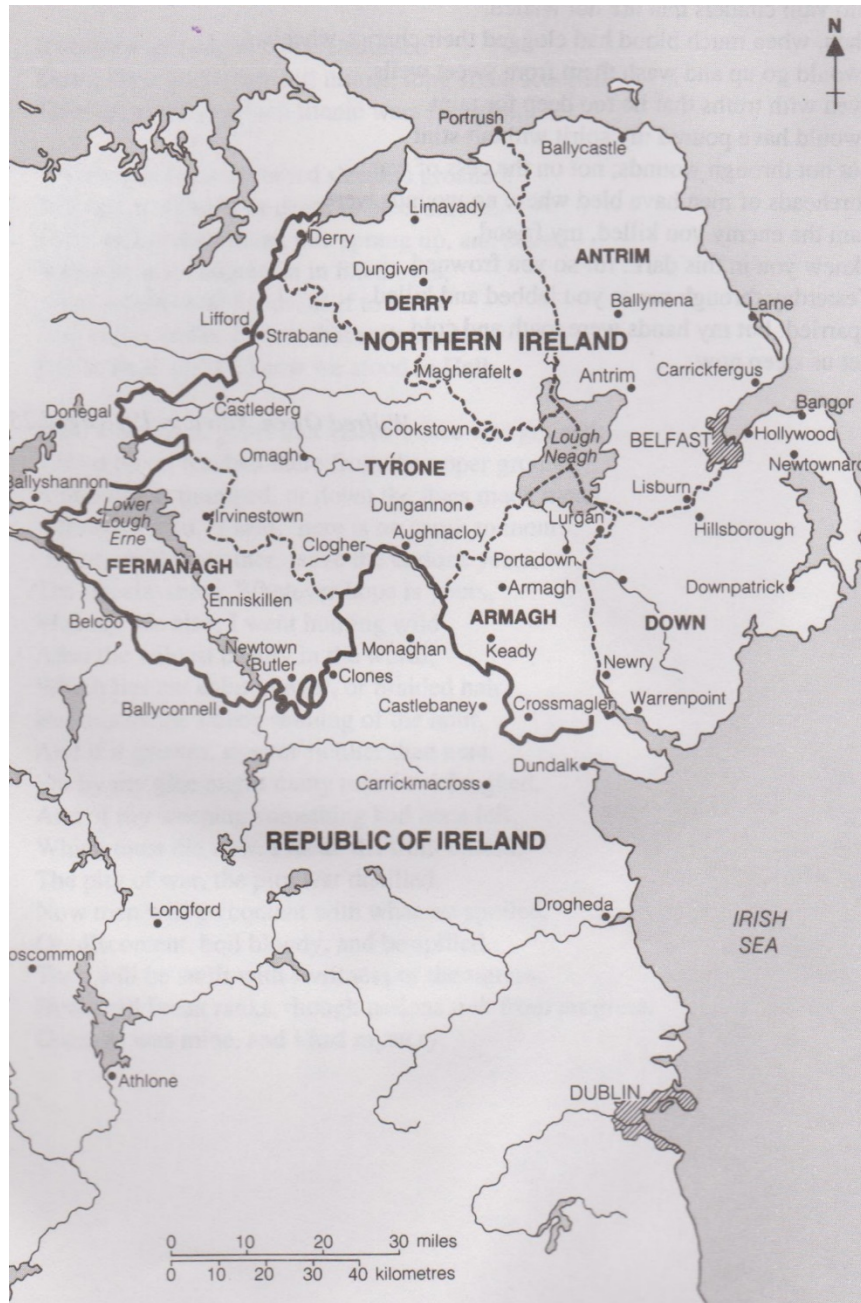 N
Portrush
Ballycastle
Limavady
Derry
ANTRIM
Dungiven
DERRY
Ballymena
Larne
Lifford
Strabane
NORTHERN IRELAND
Magherafelt
Antrim
Carrickfergus
Donegal
Castlederg
Bangor
Cookstown
Lough
Neagh
BELFAST
Hollywood
Omagh
TYRONE
Newtownard
Ballyshannon
Lower
Lough
Erne
Irvinestown
Dungannon
Lisburn
Aughnacloy
Lurgan
Hillsborough
Clogher
Portadown
FERMANAGH
Armagh
Downpatrick
Enniskillen
ARMAGH
DOWN
Belcoo
Monaghan
Keady
Newtown
Butler
Newry
Clones
Ballyconnell
Castlebaney
Crossmaglen
Warrenpoint
Dundalk
Carrickmacross
REPUBLIC OF IRELAND
Longford
Drogheda
IRISH
SEA
oscommon
Athlone
DUBLIN
0 10 20 30 miles
0 10 20 30 40 kilometres